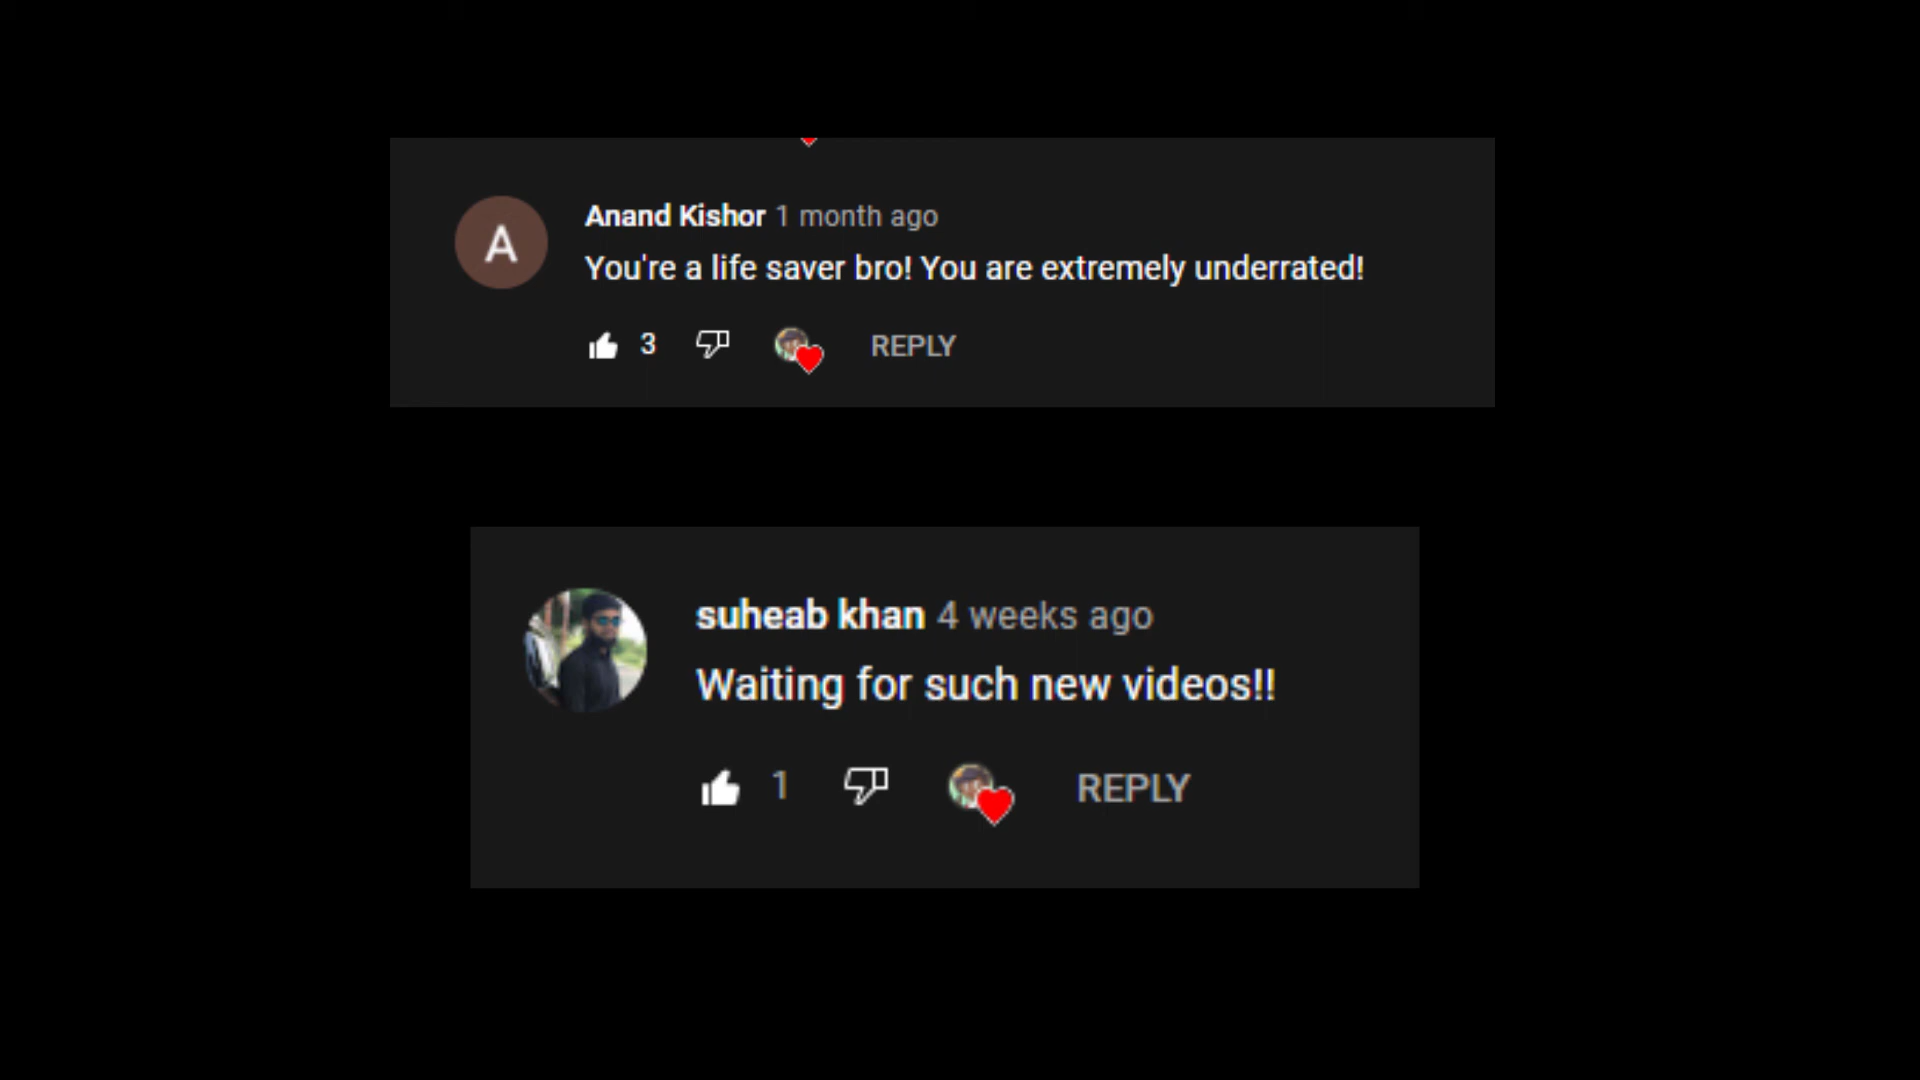 A
Anand Kishor 1 month ago
You're a life saver bro! You are extremely underrated!
3 REPLY
suheab khan 4 weeks ago
Waiting for such new videos!!
1 REPLY